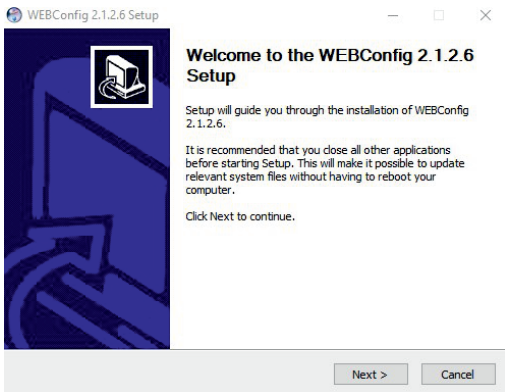 WEBConfig 2.1.2.6 Setup
Welcome to the WEBConfig 2.1.2.6
Setup
Setup will guide you through the installation of WEBConfig
2.1.2.6.
It is recommended that you close all other applications
before starting Setup. This will make it possible to update
relevant system files without having to reboot your
computer.
Click Next to continue.
Next >
Cancel